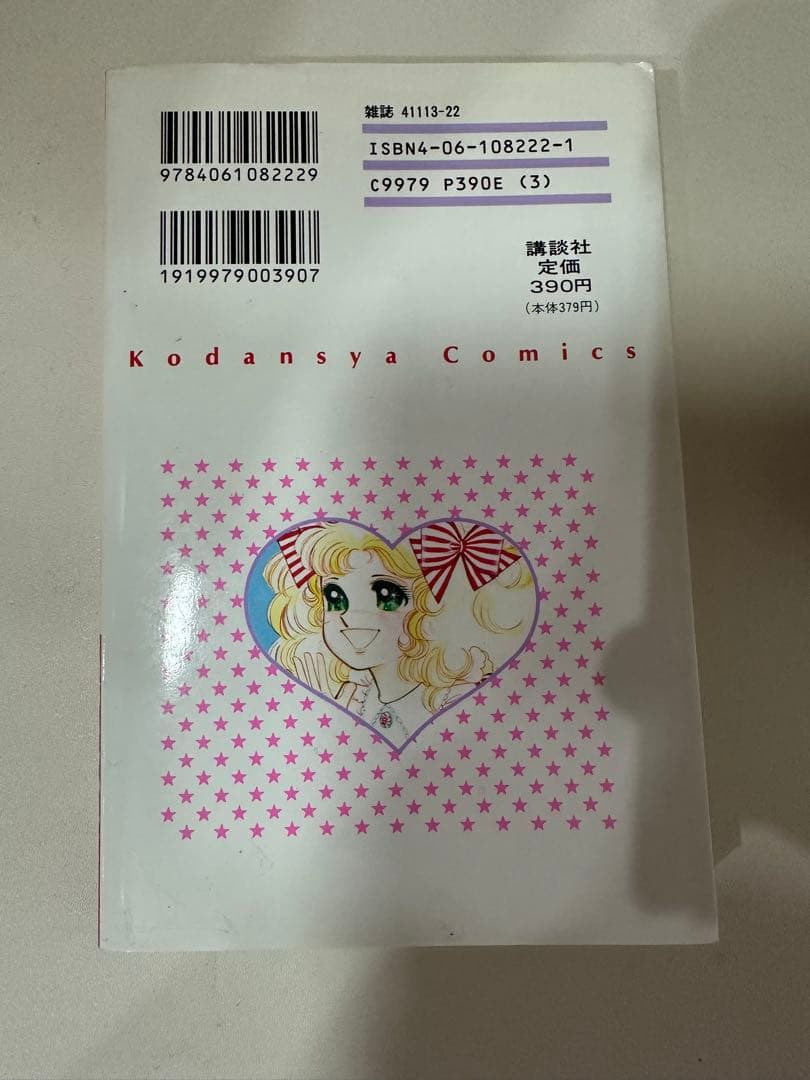 雑誌 41113-22
ISBN4-06-108222-1
9784061082229
C9979 P390E (3)
1919979003907
講談社
定価
390円
(本体379円)
Kodansya Comics